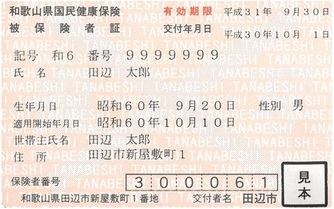 和歌山県国民健康保険 有効期限 平成31年 9月30日
被保険者証 交付年月日 平成30年10月 1日
記号 和6 番号 9999999
氏名 田辺 太郎
生年月日 昭和60年 9月20日 性別 男
適用開始年月日 昭和60年10月10日
世帯主氏名 田辺 太郎
住所 田辺市新屋敷町1
保険者番号 300061
和歌山県田辺市新屋敷町1番地 交付者名 田辺市
見本
TANABESHI